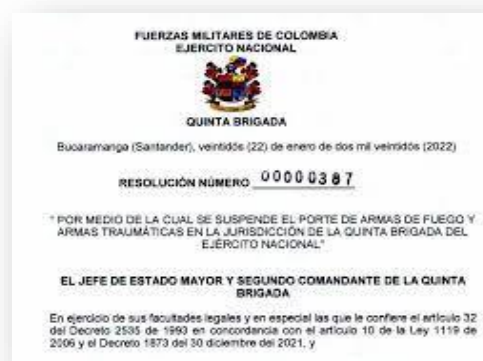 FUERZAS MILITARES DE COLOMBIA
EJERCITO NACIONAL
QUINTA BRIGADA
Bucaramanga (Santander), veintidós (22) de enero de dos mil veintidós (2022)
RESOLUCIÓN NÚMERO 00000387
" POR MEDIO DE LA CUAL SE SUSPENDE EL PORTE DE ARMAS DE FUEGO Y
ARMAS TRAUMÁTICAS EN LA JURISDICCIÓN DE LA QUINTA BRIGADA DEL
EJÉRCITO NACIONAL"
EL JEFE DE ESTADO MAYOR Y SEGUNDO COMANDANTE DE LA QUINTA
BRIGADA
En ejercicio de sus facultades legales y en especial las que le confiere el artículo 32
del Decreto 2535 de 1993 en concordancia con el artículo 10 de la Ley 1119 de
2006 y el Decreto 1873 del 30 diciembre del 2021, y